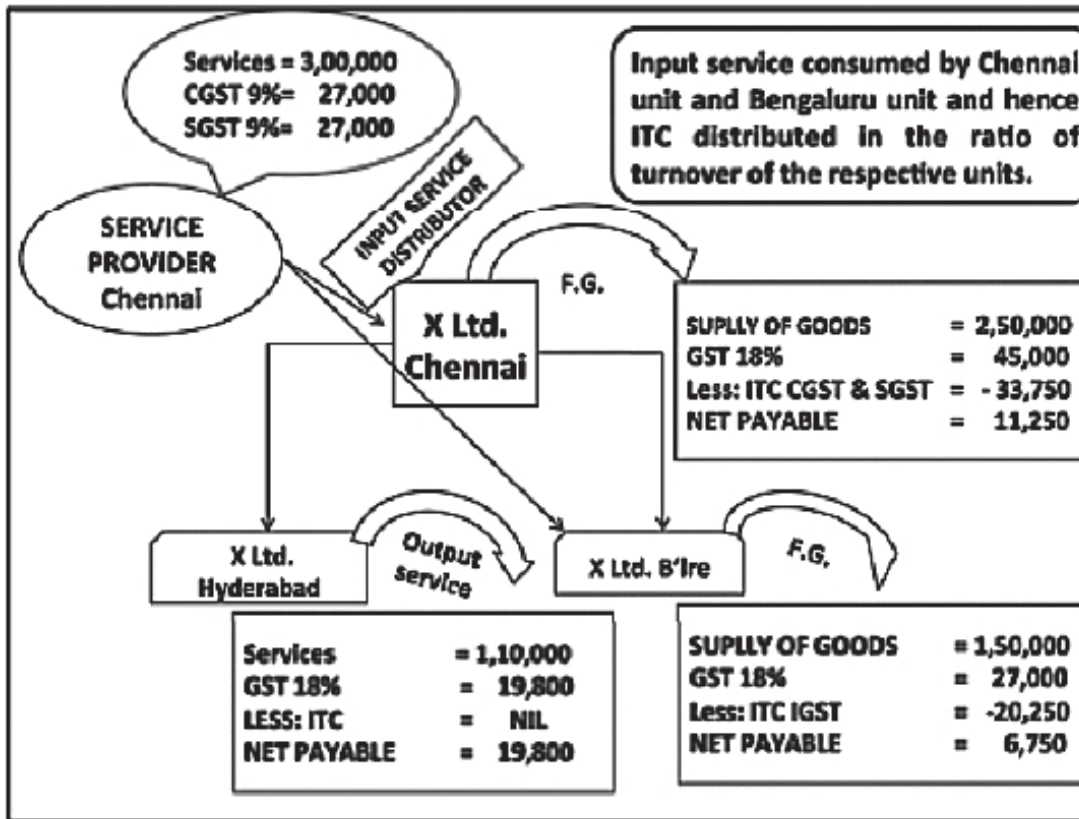 Services = 3,00,000
CGST 9%= 27,000
SGST 9%= 27,000
Input service consumed by Chennai
unit and Bengaluru unit and hence
ITC distributed in the ratio of
turnover of the respective units.
SERVICE
PROVIDER
Chennai
INPUT SERVICE
DISTRIBUTOR
X Ltd.
Chennai
F.G.
SUPLLY OF GOODS = 2,50,000
GST 18% = 45,000
Less: ITC CGST & SGST = - 33,750
NET PAYABLE = 11,250
X Ltd.
Hyderabad
Output
service
X Ltd. B'lre
F.G.
Services = 1,10,000
GST 18% = 19,800
LESS: ITC = NIL
NET PAYABLE = 19,800
SUPLLY OF GOODS = 1,50,000
GST 18% = 27,000
Less: ITC IGST = -20,250
NET PAYABLE = 6,750